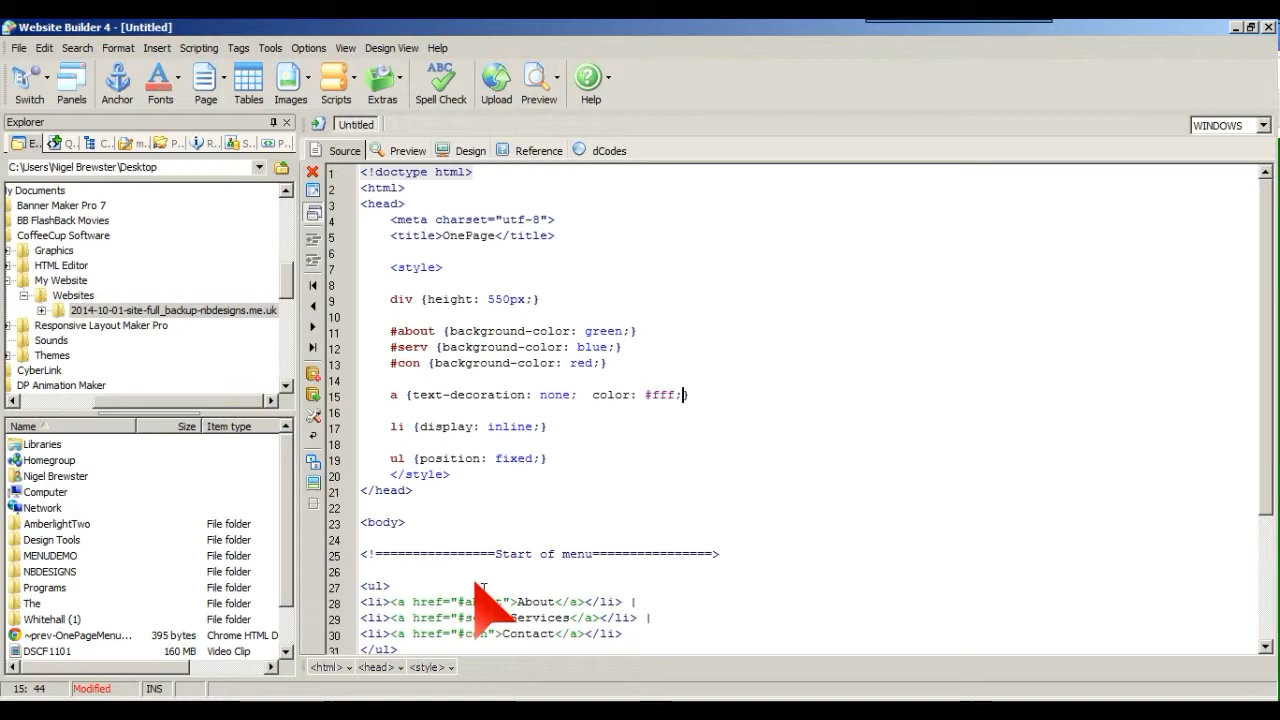 Website Builder 4 - [Untitled]
File Edit Search Format Insert Scripting Tags Tools Options View Design View Help
Switch Panels Anchor Fonts Page Tables Images Scripts Extras Spell Check Upload Preview Help
ABC
Explorer
Untitled
WINDOWS
E... Q... C... m... P... R... S... P...
Source Preview Design Reference dCodes
C:\Users\Nigel Brewster\Desktop
ly Documents
Banner Maker Pro 7
BB FlashBack Movies
CoffeeCup Software
Graphics
HTML Editor
My Website
Websites
2014-10-01-site-full_backup-nbdesigns.me.uk
Responsive Layout Maker Pro
Sounds
Themes
CyberLink
DP Animation Maker
Name Size Item type
Libraries
Homegroup
Nigel Brewster
Computer
Network
AmberlightTwo File folder
Design Tools File folder
MENUDEMO File folder
NBDESIGNS File folder
Programs File folder
The File folder
Whitehall (1) File folder
~prev-OnePageMenu... 395 bytes Chrome HTML D
DSCF1101 160 MB Video Clip
1 <!doctype html>
2 <html>
3 <head>
4 <meta charset="utf-8">
5 <title>OnePage</title>
6
7 <style>
8
9 div {height: 550px;}
10
11 #about {background-color: green;}
12 #serv {background-color: blue;}
13 #con {background-color: red;}
14
15 a {text-decoration: none; color: #fff;}
16
17 li {display: inline;}
18
19 ul {position: fixed;}
20 </style>
21 </head>
22
23 <body>
24
25 <!================Start of menu================>
26
27 <ul>
28 <li><a href="#about">About</a></li> |
29 <li><a href="#se Services</a></li> |
30 <li><a href="#con">Contact</a></li>
31 </ul>
<html> <head> <style>
15: 44 Modified INS